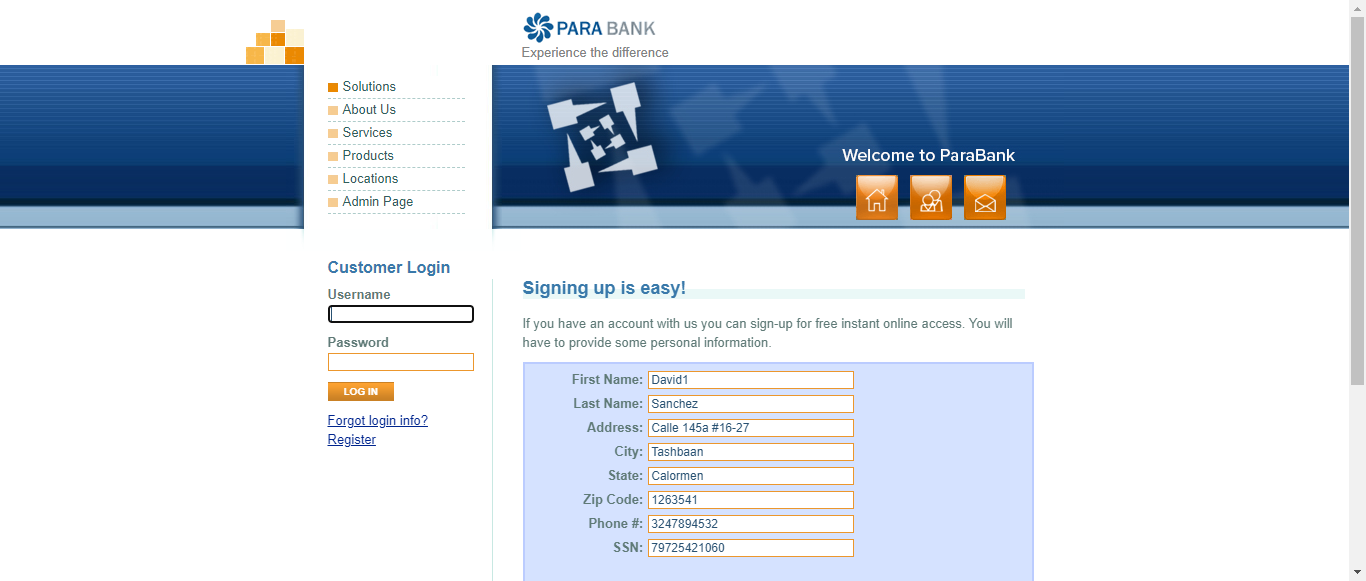 PARA BANK
Experience the difference
Solutions
About Us
Services
Products
Locations
Admin Page
Welcome to ParaBank
Customer Login
Username
Password
LOG IN
Forgot login info?
Register
Signing up is easy!
If you have an account with us you can sign-up for free instant online access. You will
have to provide some personal information.
First Name: David1
Last Name: Sanchez
Address: Calle 145a #16-27
City: Tashbaan
State: Calormen
Zip Code: 1263541
Phone #: 3247894532
SSN: 79725421060